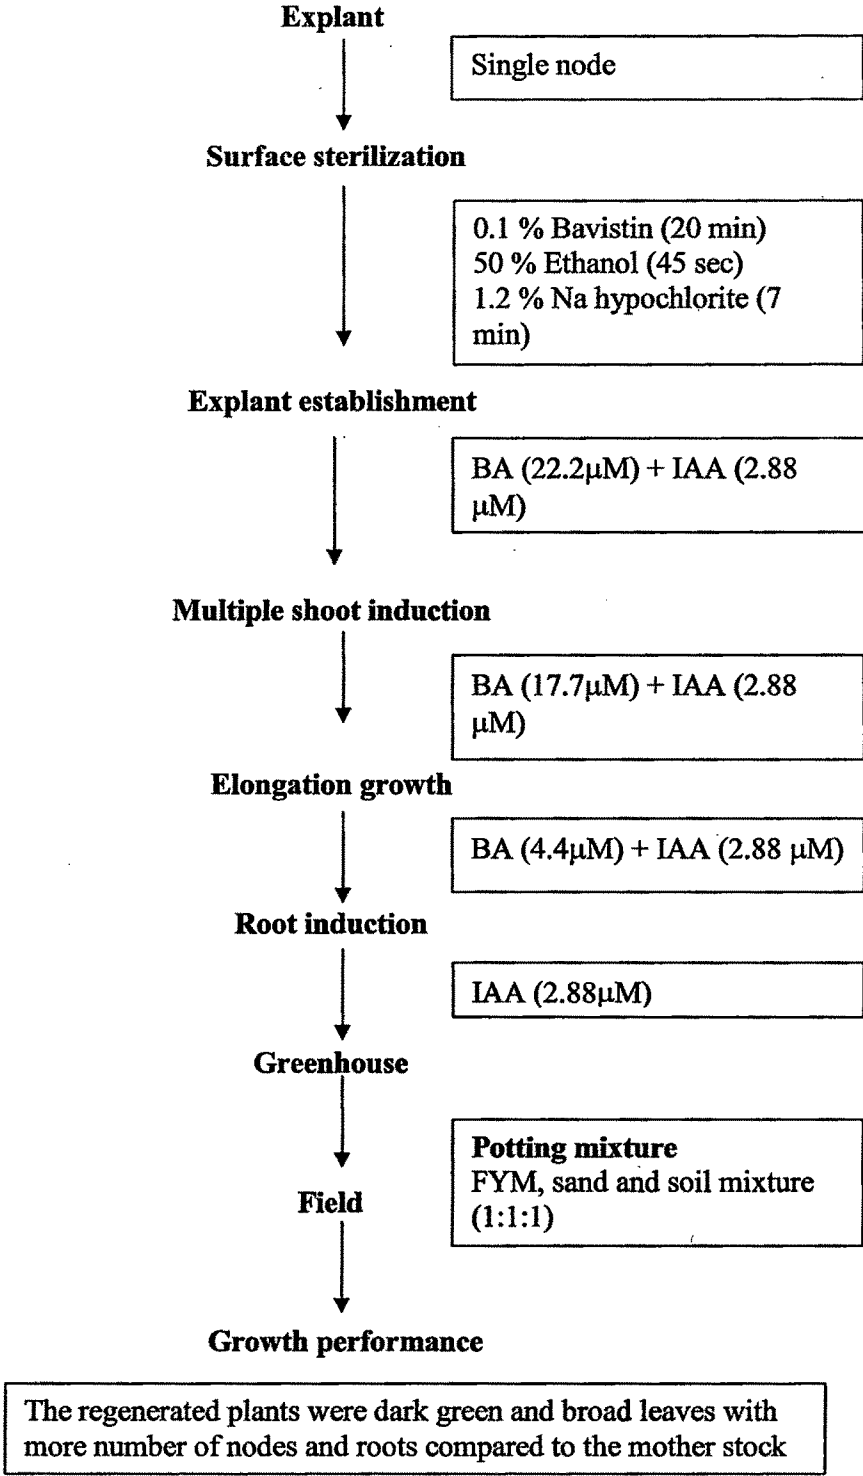 Explant
Single node
Surface sterilization
0.1 % Bavistin (20 min)
50 % Ethanol (45 sec)
1.2 % Na hypochlorite (7
min)
Explant establishment
BA (22.2μM) + IAA (2.88
μM)
Multiple shoot induction
BA (17.7μM) + IAA (2.88
μM)
Elongation growth
BA (4.4μM) + IAA (2.88 μM)
Root induction
IAA (2.88μM)
Greenhouse
Potting mixture
FYM, sand and soil mixture
(1:1:1)
Field
Growth performance
The regenerated plants were dark green and broad leaves with
more number of nodes and roots compared to the mother stock